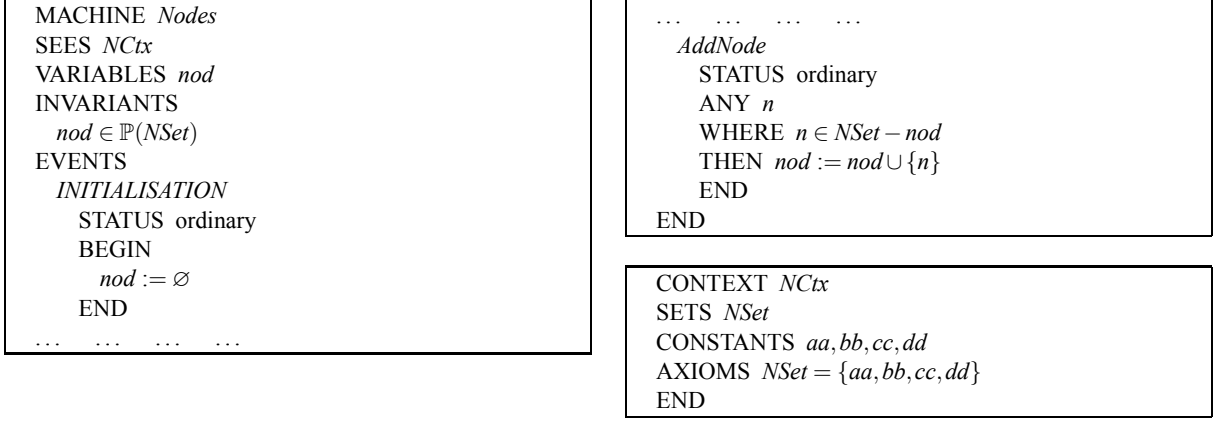 MACHINE Nodes
SEES NCtx
VARIABLES nod
INVARIANTS
nod ∈ ℙ(NSet)
EVENTS
INITIALISATION
STATUS ordinary
BEGIN
nod := ∅
END
... ... ... ...
... ... ... ...
AddNode
STATUS ordinary
ANY n
WHERE n ∈ NSet − nod
THEN nod := nod ∪ {n}
END
END
CONTEXT NCtx
SETS NSet
CONSTANTS aa, bb, cc, dd
AXIOMS NSet = {aa, bb, cc, dd}
END